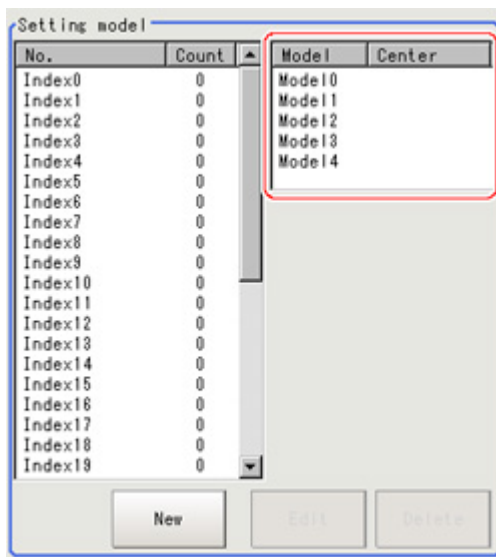 Setting model
No. Count
Index0 0
Index1 0
Index2 0
Index3 0
Index4 0
Index5 0
Index6 0
Index7 0
Index8 0
Index9 0
Index10 0
Index11 0
Index12 0
Index13 0
Index14 0
Index15 0
Index16 0
Index17 0
Index18 0
Index19 0
Model Center
Model0
Model1
Model2
Model3
Model4
New Edit Delete